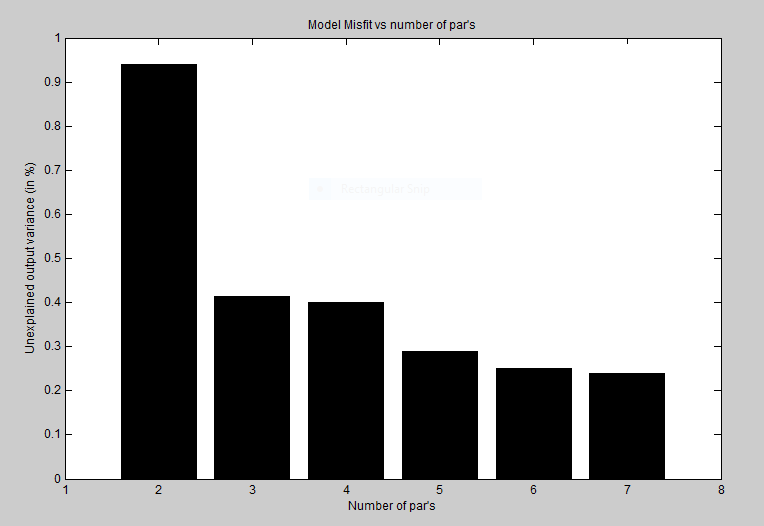 Model Misfit vs number of par's
Unexplained output variance (in %)
1
0.9
0.8
0.7
0.6
0.5
0.4
0.3
0.2
0.1
0
Rectangular Snip
1 2 3 4 5 6 7 8
Number of par's